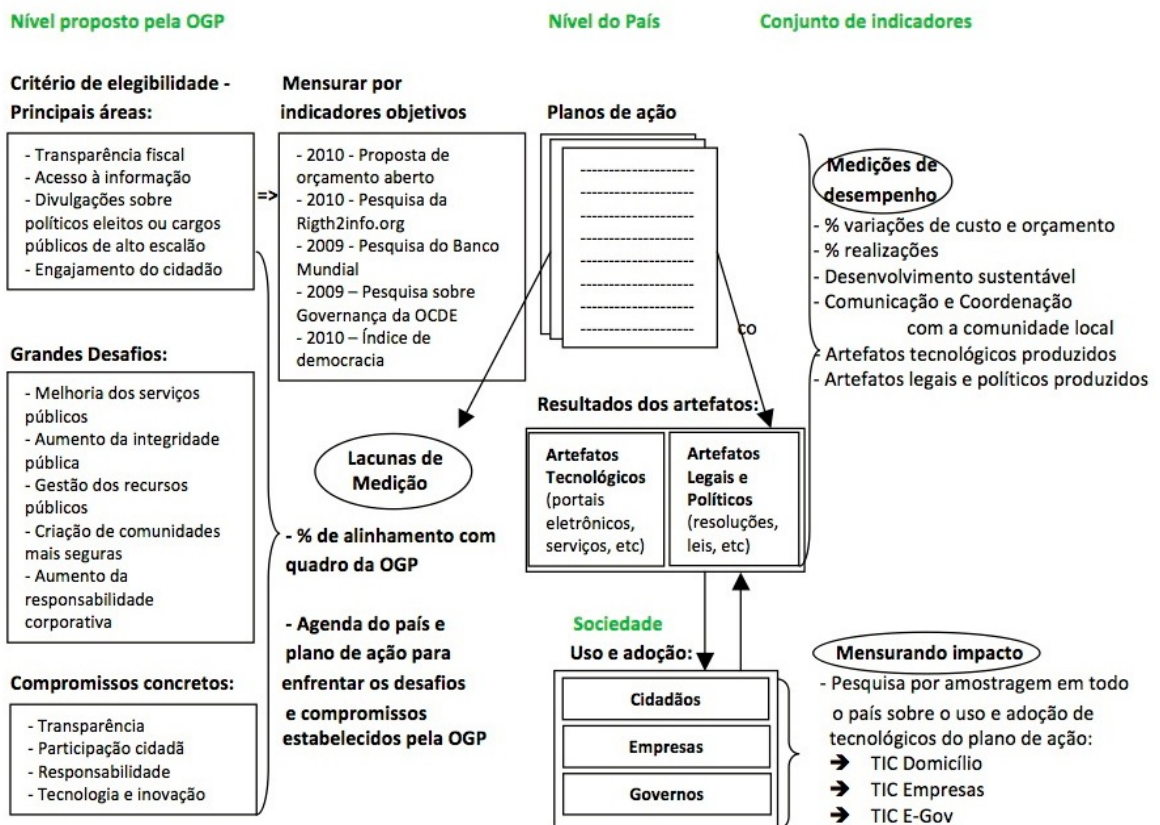 Nível proposto pela OGP
Nível do País
Conjunto de indicadores
Critério de elegibilidade -
Principais áreas:
- Transparência fiscal
- Acesso à informação
- Divulgações sobre
políticos eleitos ou cargos
públicos de alto escalão
- Engajamento do cidadão
=>
Mensurar por
indicadores objetivos
- 2010 - Proposta de
orçamento aberto
- 2010 - Pesquisa da
Rigth2info.org
- 2009 - Pesquisa do Banco
Mundial
- 2009 – Pesquisa sobre
Governança da OCDE
- 2010 – Índice de
democracia
Planos de ação
--------------------
--------------------
--------------------
--------------------
--------------------
--------------------
--------------------
--------------------
co
Medições de
desempenho
- % variações de custo e orçamento
- % realizações
- Desenvolvimento sustentável
- Comunicação e Coordenação
com a comunidade local
- Artefatos tecnológicos produzidos
- Artefatos legais e políticos produzidos
Grandes Desafios:
- Melhoria dos serviços
públicos
- Aumento da integridade
pública
- Gestão dos recursos
públicos
- Criação de comunidades
mais seguras
- Aumento da
responsabilidade
corporativa
Lacunas de
Medição
- % de alinhamento com
quadro da OGP
- Agenda do país e
plano de ação para
enfrentar os desafios
e compromissos
estabelecidos pela OGP
Resultados dos artefatos:
Artefatos
Tecnológicos
(portais
eletrônicos,
serviços, etc)
Artefatos
Legais e
Políticos
(resoluções,
leis, etc)
Compromissos concretos:
- Transparência
- Participação cidadã
- Responsabilidade
- Tecnologia e inovação
Sociedade
Uso e adoção:
Cidadãos
Empresas
Governos
Mensurando impacto
- Pesquisa por amostragem em todo
o país sobre o uso e adoção de
tecnológicos do plano de ação:
➔ TIC Domicílio
➔ TIC Empresas
➔ TIC E-Gov